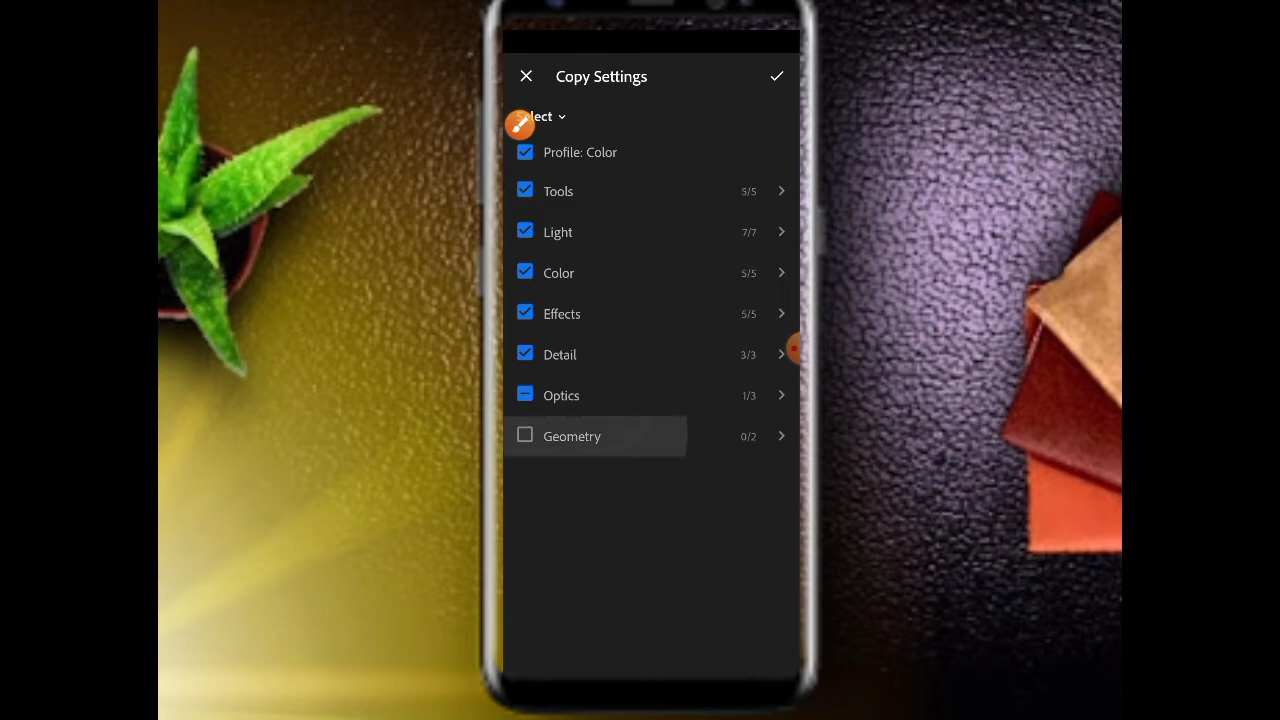 Copy Settings
Profile: Color
Tools 5/5
Light 7/7
Color 5/5
Effects 5/5
Detail 3/3
Optics 1/3
Geometry 0/2